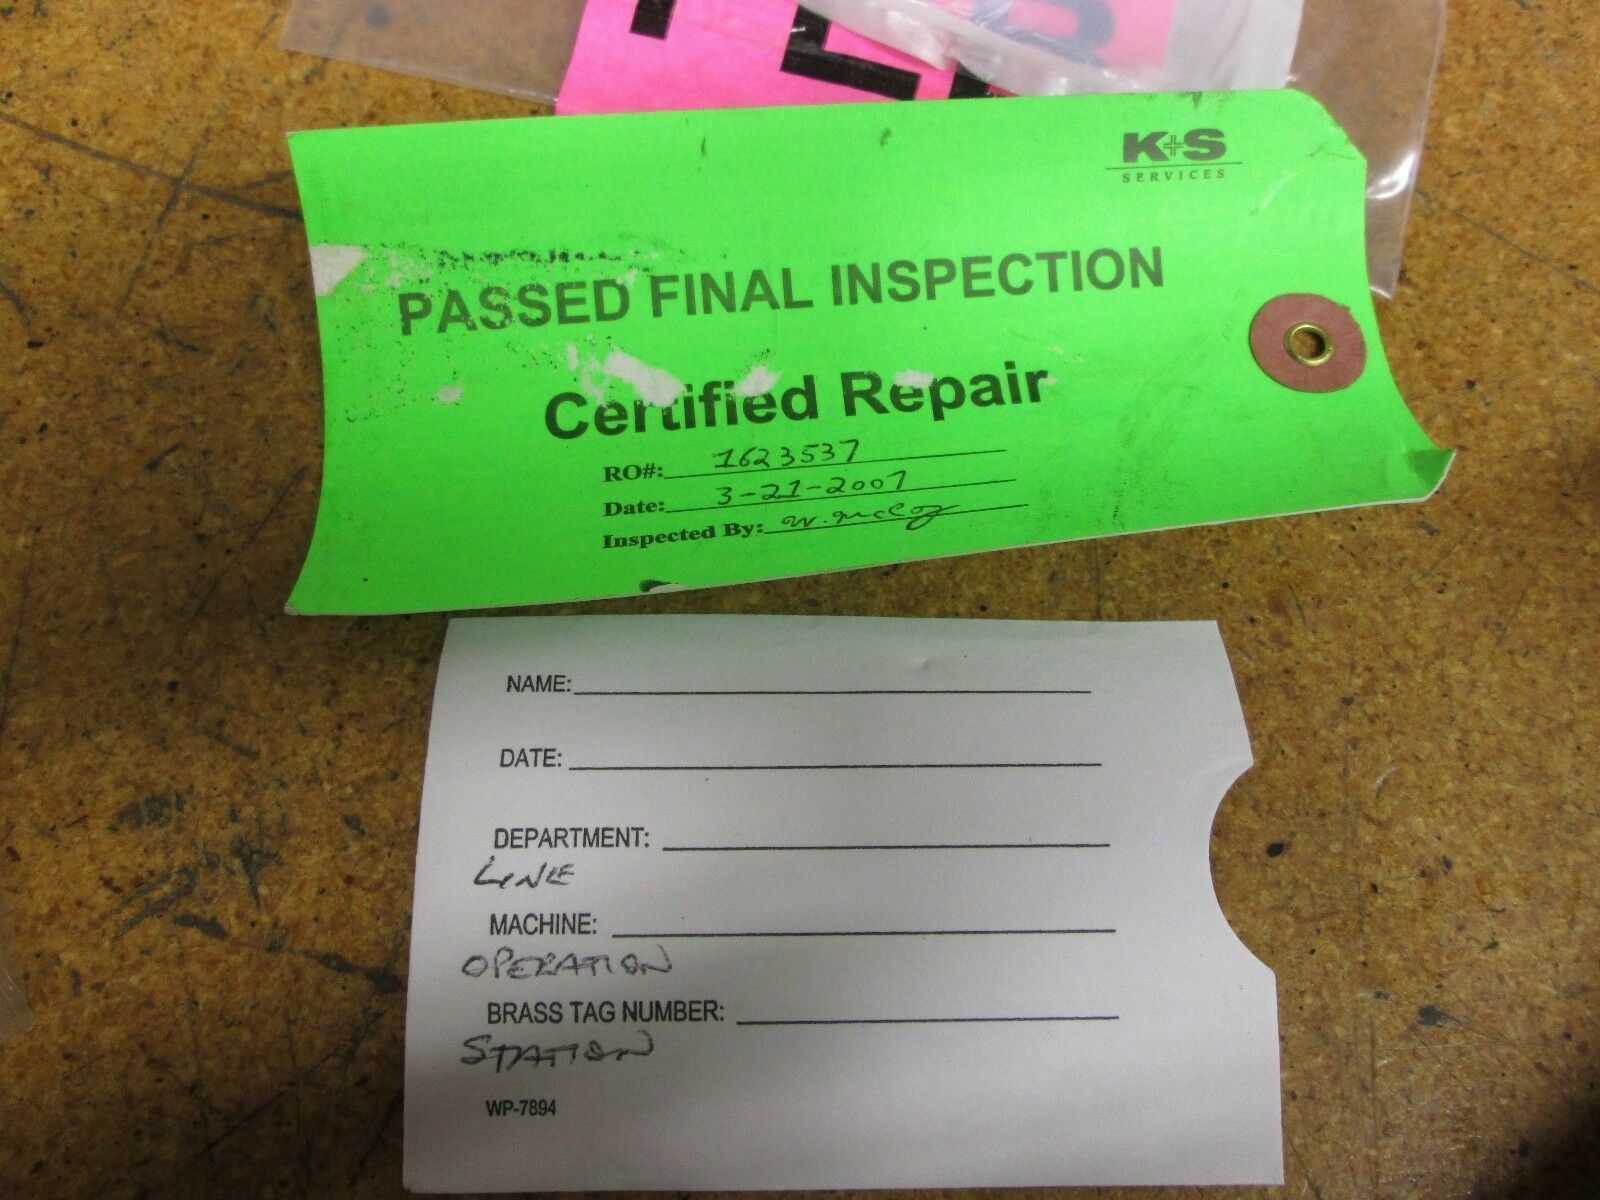 K+S
SERVICES
PASSED FINAL INSPECTION
Certified Repair
RO#: 1623537
Date: 3-21-2007
Inspected By: W. McCoy
NAME:
DATE:
DEPARTMENT:
LINE
MACHINE:
OPERATION
BRASS TAG NUMBER:
STATION
WP-7894